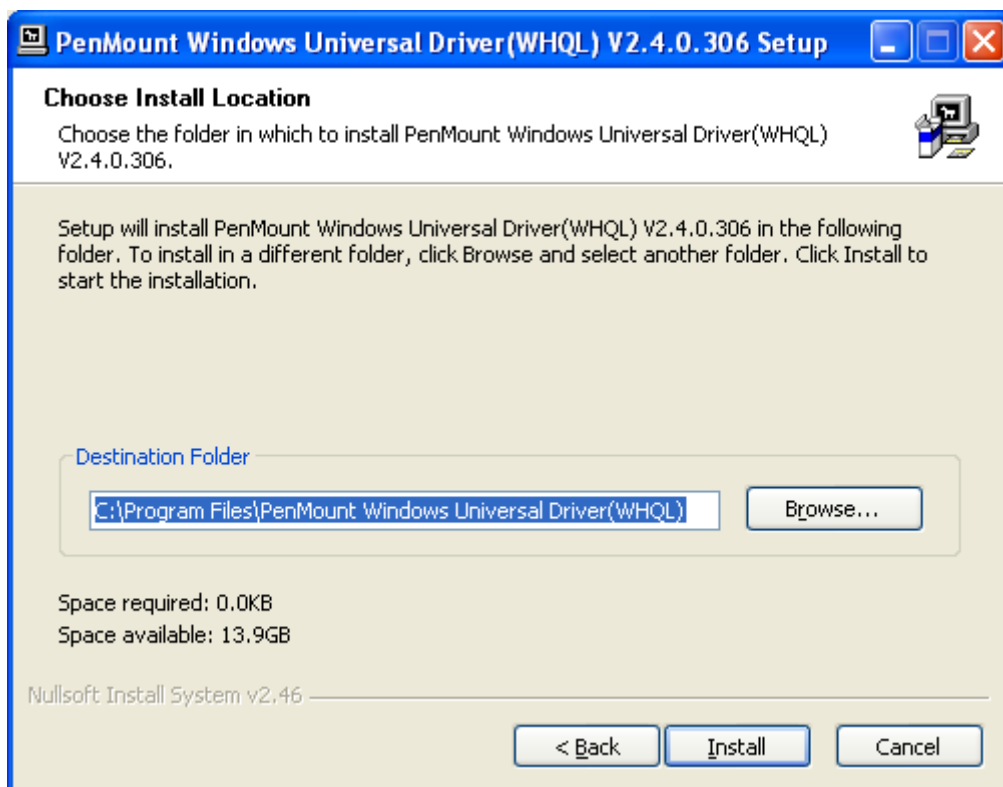 PenMount Windows Universal Driver(WHQL) V2.4.0.306 Setup
Choose Install Location
Choose the folder in which to install PenMount Windows Universal Driver(WHQL)
V2.4.0.306.
Setup will install PenMount Windows Universal Driver(WHQL) V2.4.0.306 in the following
folder. To install in a different folder, click Browse and select another folder. Click Install to
start the installation.
Destination Folder
C:\Program Files\PenMount Windows Universal Driver(WHQL)
Browse...
Space required: 0.0KB
Space available: 13.9GB
Nullsoft Install System v2.46
< Back
Install
Cancel